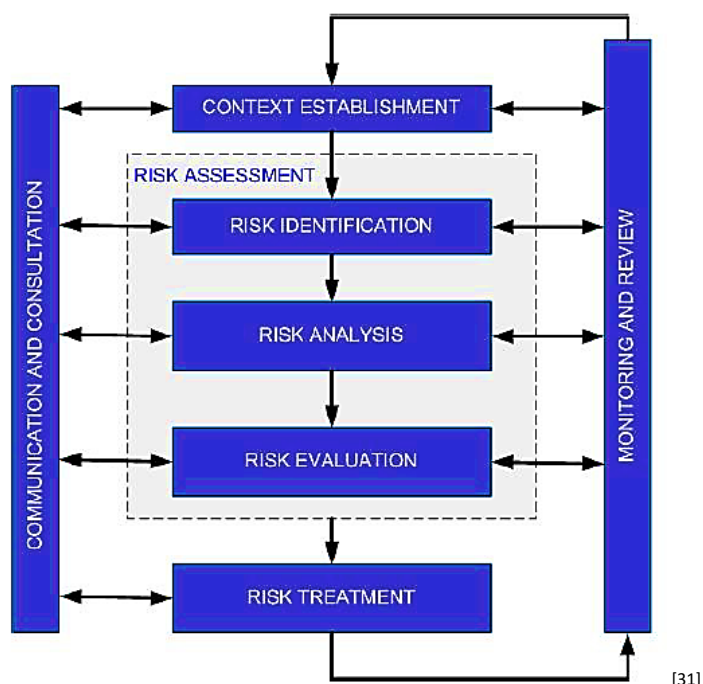 CONTEXT ESTABLISHMENT
RISK ASSESSMENT
RISK IDENTIFICATION
RISK ANALYSIS
RISK EVALUATION
RISK TREATMENT
COMMUNICATION AND CONSULTATION
MONITORING AND REVIEW
[31]